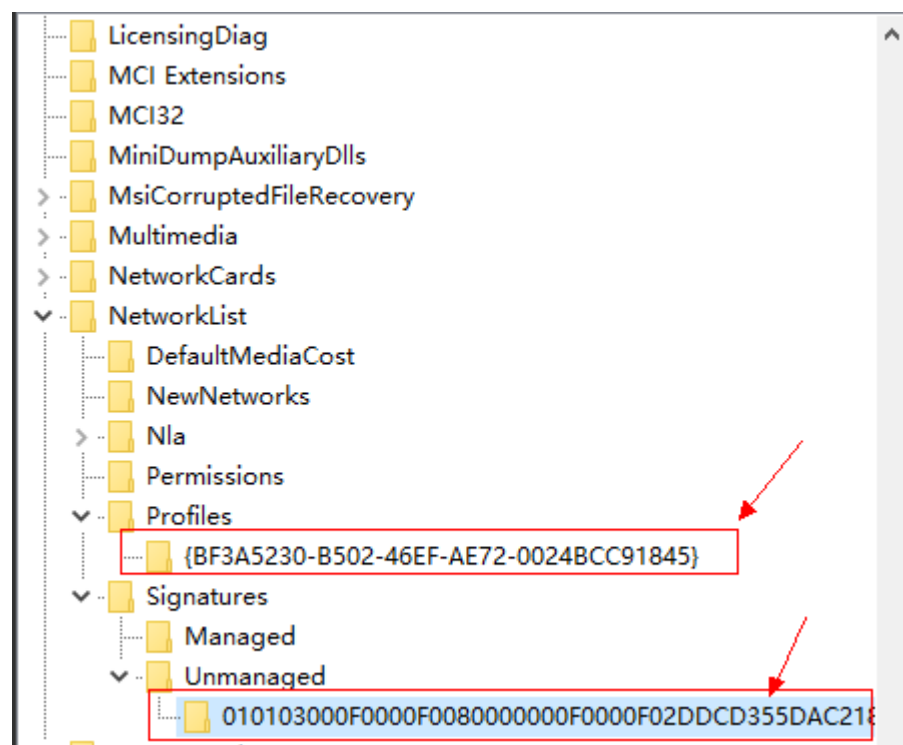 LicensingDiag
MCI Extensions
MCI32
MiniDumpAuxiliaryDlls
MsiCorruptedFileRecovery
Multimedia
NetworkCards
NetworkList
DefaultMediaCost
NewNetworks
Nla
Permissions
Profiles
{BF3A5230-B502-46EF-AE72-0024BCC91845}
Signatures
Managed
Unmanaged
010103000F0000F0080000000F0000F02DDCD355DAC218